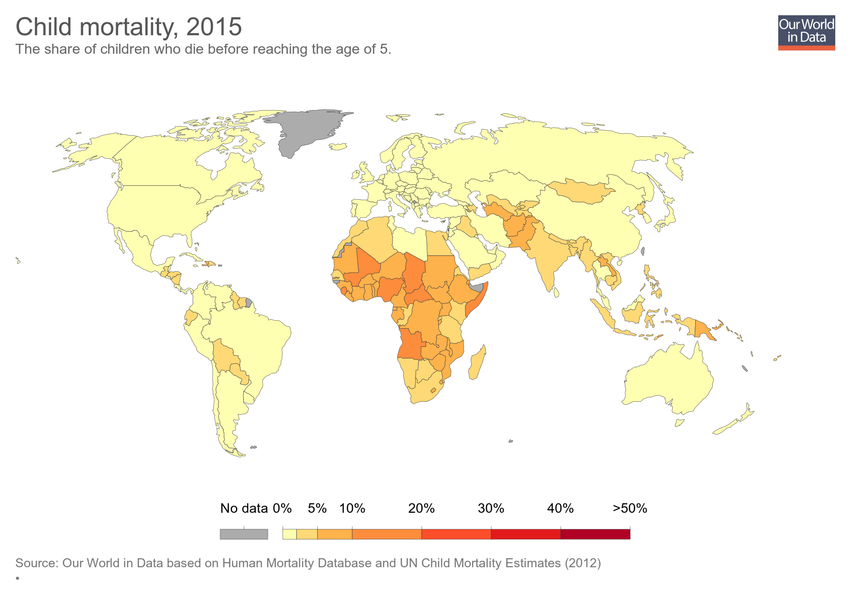 Child mortality, 2015
The share of children who die before reaching the age of 5.
Our World
in Data
No data 0% 5% 10% 20% 30% 40% >50%
Source: Our World in Data based on Human Mortality Database and UN Child Mortality Estimates (2012)
•